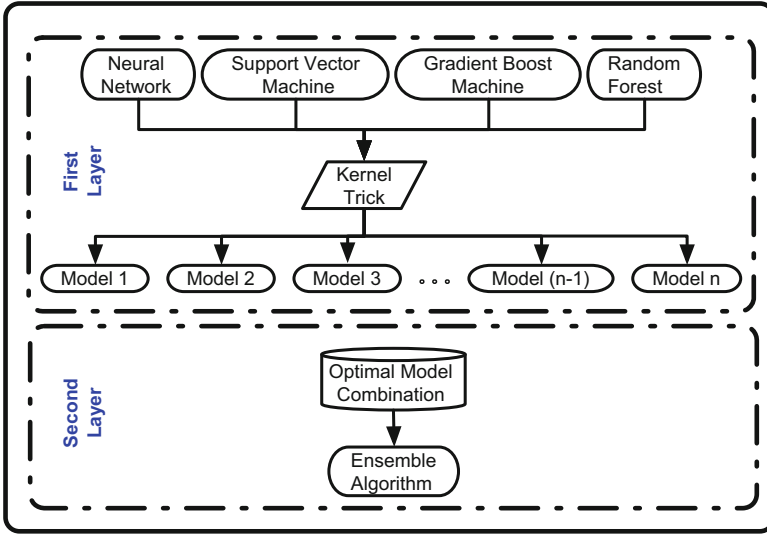 Neural
Network
Support Vector
Machine
Gradient Boost
Machine
Random
Forest
First
Layer
Kernel
Trick
Model 1
Model 2
Model 3
Model (n-1)
Model n
Second
Layer
Optimal Model
Combination
Ensemble
Algorithm